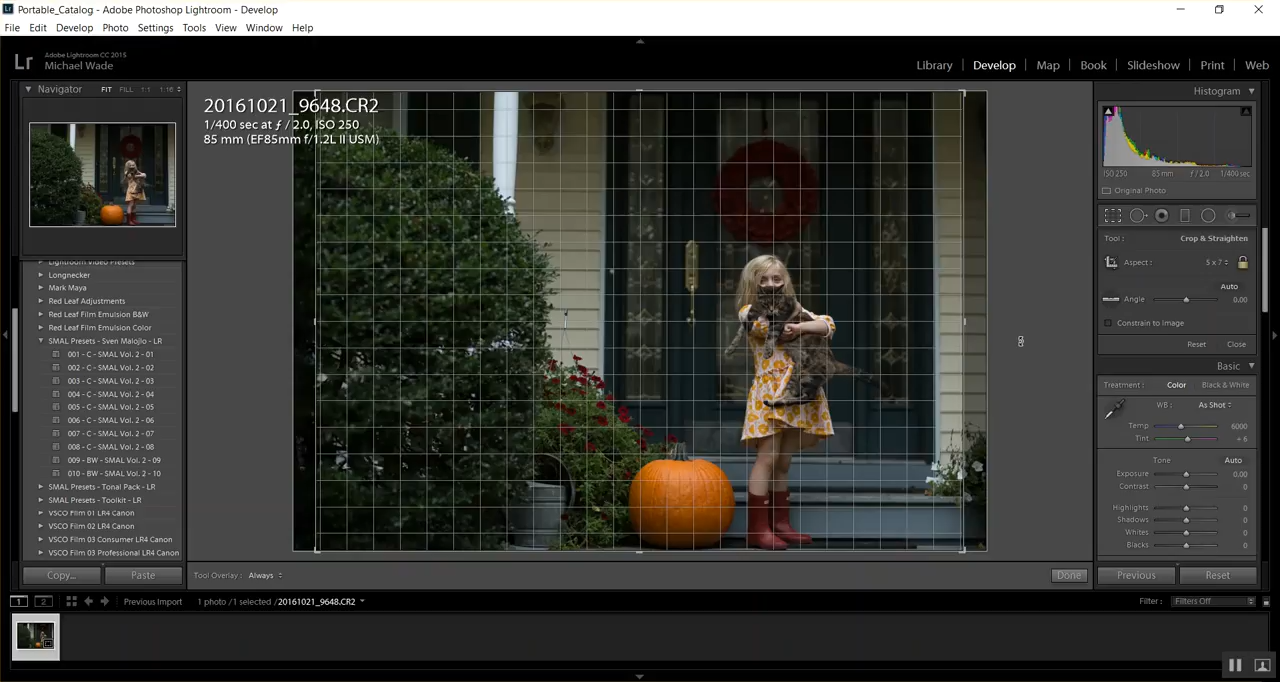 Portable_Catalog - Adobe Photoshop Lightroom - Develop
File Edit Develop Photo Settings Tools View Window Help
Lr
Adobe Lightroom CC 2015
Michael Wade
Library | Develop | Map | Book | Slideshow | Print | Web
Navigator FIT FILL 1:1 1:16
Histogram
20161021_9648.CR2
1/400 sec at ƒ / 2.0, ISO 250
85 mm (EF85mm f/1.2L II USM)
ISO 250 85 mm ƒ / 2.0 1/400 sec
Original Photo
Tool : Crop & Straighten
Aspect : 5 x 7
Auto
Angle 0.00
Constrain to Image
Reset Close
Basic
Treatment : Color Black & White
WB : As Shot
Temp 6000
Tint + 6
Tone Auto
Exposure 0.00
Contrast 0
Highlights 0
Shadows 0
Whites 0
Blacks 0
Lightroom Video Presets
Longnecker
Mark Maya
Red Leaf Adjustments
Red Leaf Film Emulsion B&W
Red Leaf Film Emulsion Color
SMAL Presets - Sven Malojlo - LR
001 - C - SMAL Vol. 2 - 01
002 - C - SMAL Vol. 2 - 02
003 - C - SMAL Vol. 2 - 03
004 - C - SMAL Vol. 2 - 04
005 - C - SMAL Vol. 2 - 05
006 - C - SMAL Vol. 2 - 06
007 - C - SMAL Vol. 2 - 07
008 - C - SMAL Vol. 2 - 08
009 - BW - SMAL Vol. 2 - 09
010 - BW - SMAL Vol. 2 - 10
SMAL Presets - Tonal Pack - LR
SMAL Presets - Toolkit - LR
VSCO Film 01 LR4 Canon
VSCO Film 02 LR4 Canon
VSCO Film 03 Consumer LR4 Canon
VSCO Film 03 Professional LR4 Canon
Copy... Paste
Tool Overlay : Always
Done
Previous Reset
1 2 Previous Import 1 photo / 1 selected / 20161021_9648.CR2
Filter : Filters Off